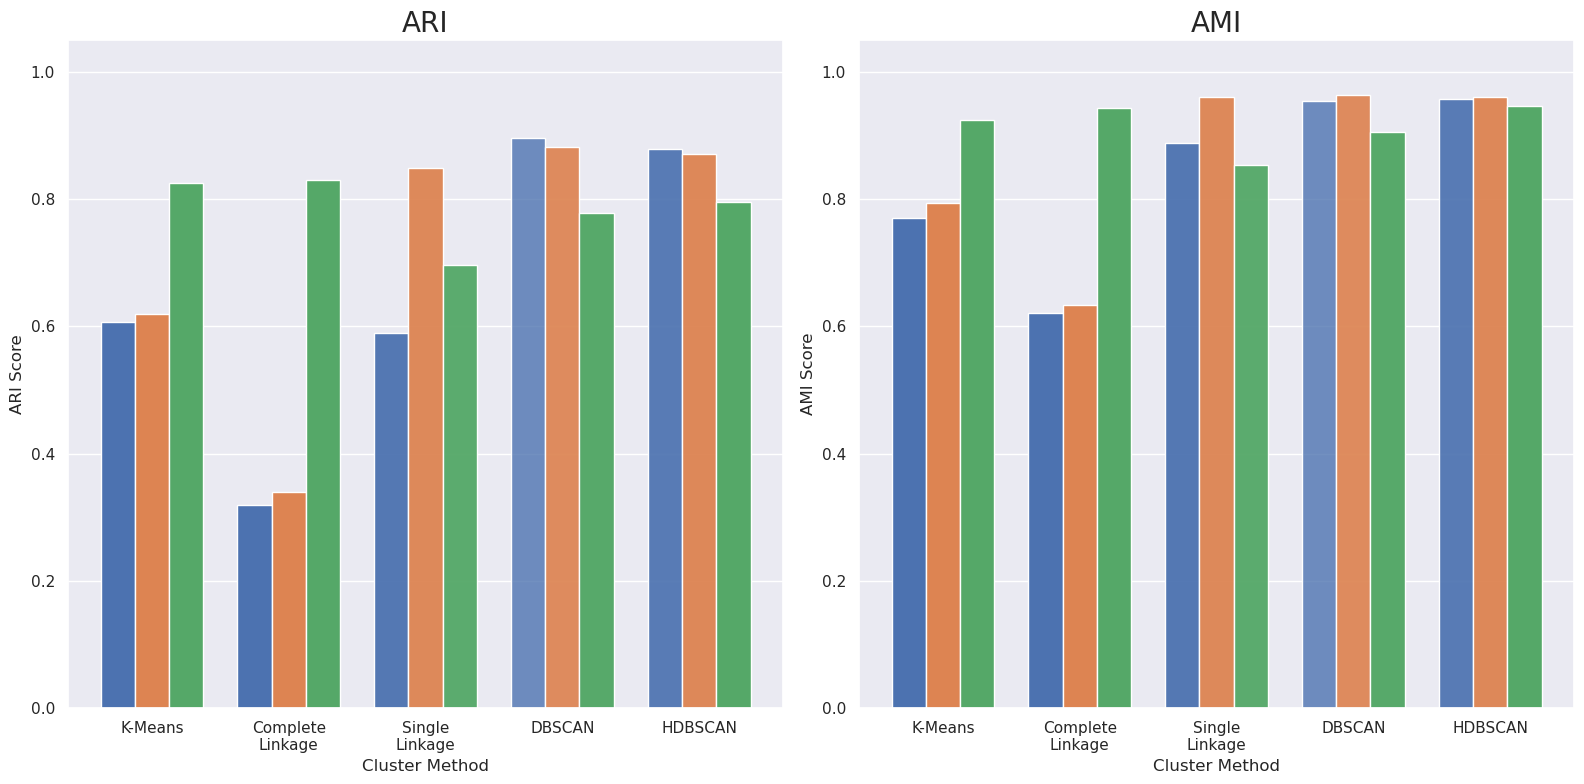 ARI
1.0
0.8
0.6
0.4
0.2
0.0
ARI Score
K-Means
Complete
Linkage
Single
Linkage
DBSCAN
HDBSCAN
Cluster Method
AMI
1.0
0.8
0.6
0.4
0.2
0.0
AMI Score
K-Means
Complete
Linkage
Single
Linkage
DBSCAN
HDBSCAN
Cluster Method